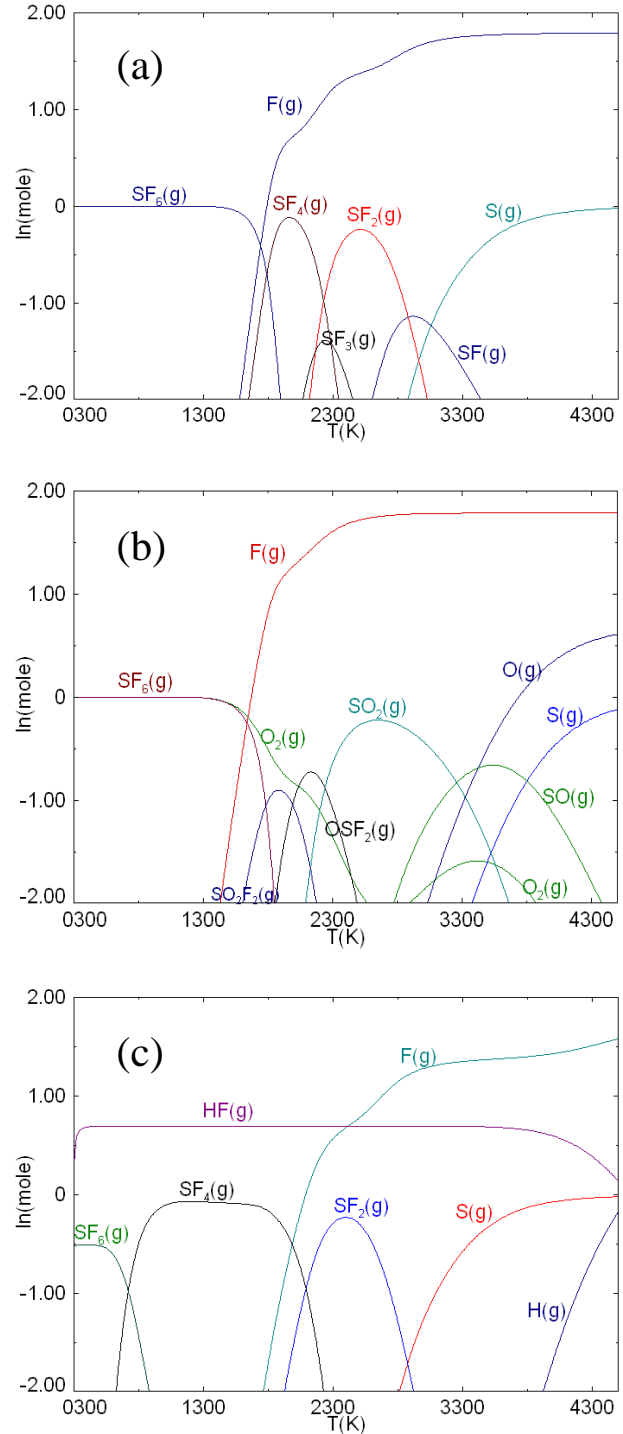 2.00
(a)
1.00
F(g)
SF₆(g)
SF₄(g)
SF₂(g)
S(g)
0
ln(mole)
-1.00
SF₃(g)
SF(g)
-2.00
0300 1300 2300 3300 4300
T(K)
2.00
(b)
F(g)
1.00
SF₆(g)
O₂(g)
SO₂(g)
O(g)
S(g)
0
ln(mole)
-1.00
OSF₂(g)
SO(g)
SO₂F₂(g)
O₂(g)
-2.00
0300 1300 2300 3300 4300
T(K)
2.00
(c)
F(g)
1.00
HF(g)
SF₄(g)
SF₂(g)
S(g)
0
ln(mole)
SF₆(g)
-1.00
H(g)
-2.00
0300 1300 2300 3300 4300
T(K)